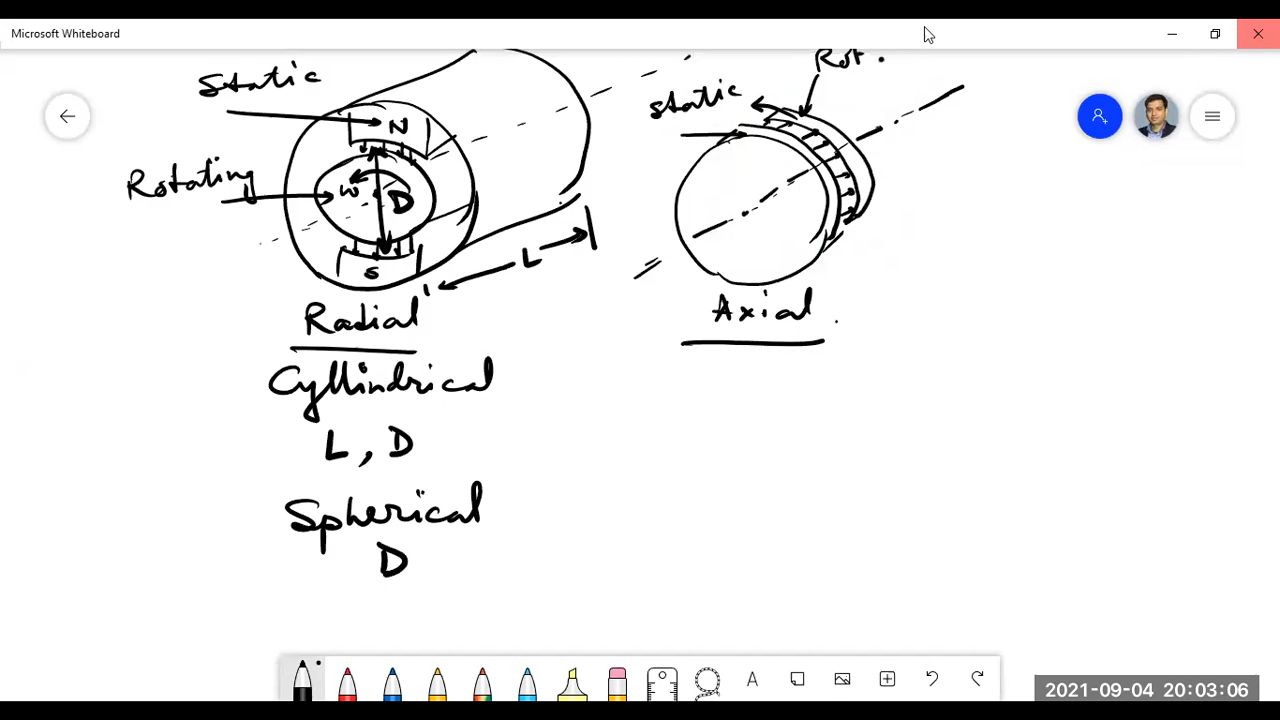 Microsoft Whiteboard
Static
Rot.
static
N
Rotating
ω
D
S
L
Radial
Axial
Cyllindrical
L, D
Spherical
D
A
2021-09-04 20:03:06